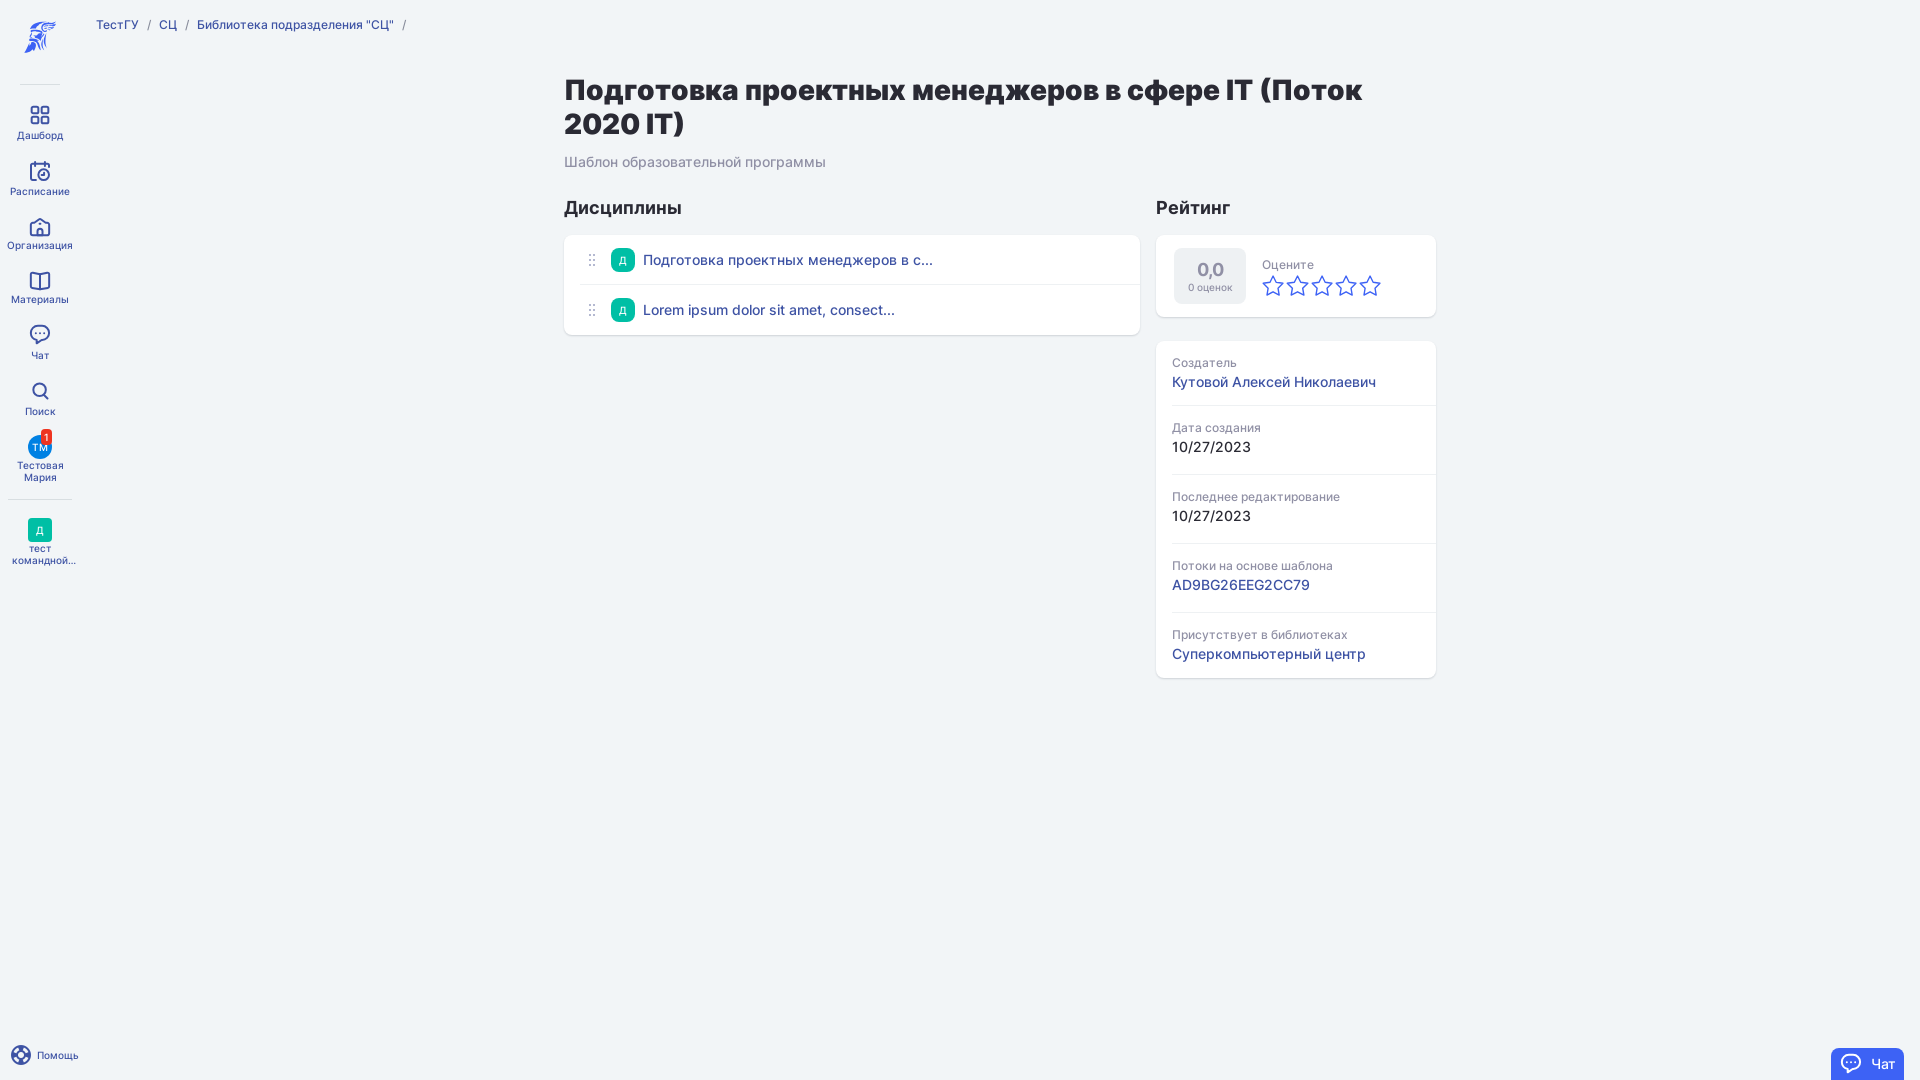 ТестГУ / СЦ / Библиотека подразделения "СЦ" /
Дашборд
Расписание
Организация
Материалы
Чат
Поиск
1
ТМ
Тестовая
Мария
Д
тест
командной...
Помощь
Подготовка проектных менеджеров в сфере IT (Поток
2020 IT)
Шаблон образовательной программы
Дисциплины
Д Подготовка проектных менеджеров в с...
Д Lorem ipsum dolor sit amet, consect...
Рейтинг
0,0
0 оценок
Оцените
Создатель
Кутовой Алексей Николаевич
Дата создания
10/27/2023
Последнее редактирование
10/27/2023
Потоки на основе шаблона
AD9BG26EEG2CC79
Присутствует в библиотеках
Суперкомпьютерный центр
Чат